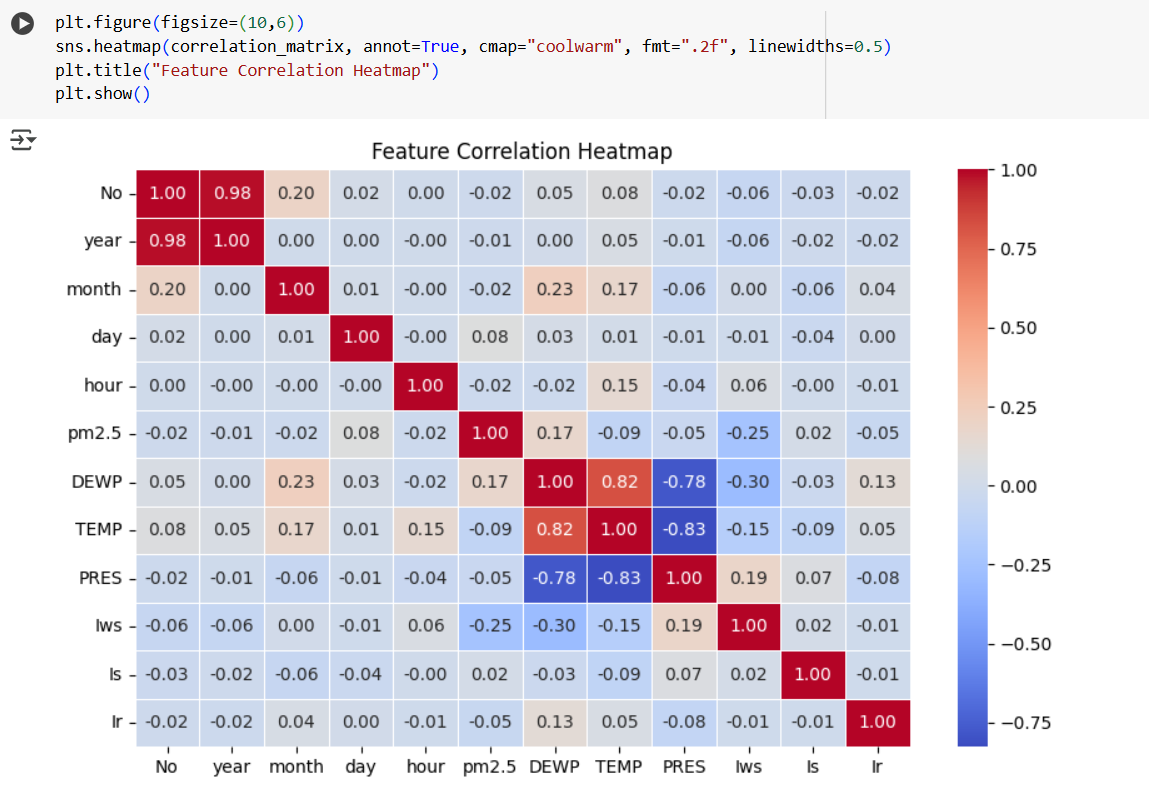 plt.figure(figsize=(10,6))
sns.heatmap(correlation_matrix, annot=True, cmap="coolwarm", fmt=".2f", linewidths=0.5)
plt.title("Feature Correlation Heatmap")
plt.show()
Feature Correlation Heatmap
No 1.00 0.98 0.20 0.02 0.00 -0.02 0.05 0.08 -0.02 -0.06 -0.03 -0.02
year 0.98 1.00 0.00 0.00 -0.00 -0.01 0.00 0.05 -0.01 -0.06 -0.02 -0.02
month 0.20 0.00 1.00 0.01 -0.00 -0.02 0.23 0.17 -0.06 0.00 -0.06 0.04
day 0.02 0.00 0.01 1.00 -0.00 0.08 0.03 0.01 -0.01 -0.01 -0.04 0.00
hour 0.00 -0.00 -0.00 -0.00 1.00 -0.02 -0.02 0.15 -0.04 0.06 -0.00 -0.01
pm2.5 -0.02 -0.01 -0.02 0.08 -0.02 1.00 0.17 -0.09 -0.05 -0.25 0.02 -0.05
DEWP 0.05 0.00 0.23 0.03 -0.02 0.17 1.00 0.82 -0.78 -0.30 -0.03 0.13
TEMP 0.08 0.05 0.17 0.01 0.15 -0.09 0.82 1.00 -0.83 -0.15 -0.09 0.05
PRES -0.02 -0.01 -0.06 -0.01 -0.04 -0.05 -0.78 -0.83 1.00 0.19 0.07 -0.08
Iws -0.06 -0.06 0.00 -0.01 0.06 -0.25 -0.30 -0.15 0.19 1.00 0.02 -0.01
Is -0.03 -0.02 -0.06 -0.04 -0.00 0.02 -0.03 -0.09 0.07 0.02 1.00 -0.01
Ir -0.02 -0.02 0.04 0.00 -0.01 -0.05 0.13 0.05 -0.08 -0.01 -0.01 1.00
No year month day hour pm2.5 DEWP TEMP PRES Iws Is Ir
1.00
0.75
0.50
0.25
0.00
−0.25
−0.50
−0.75